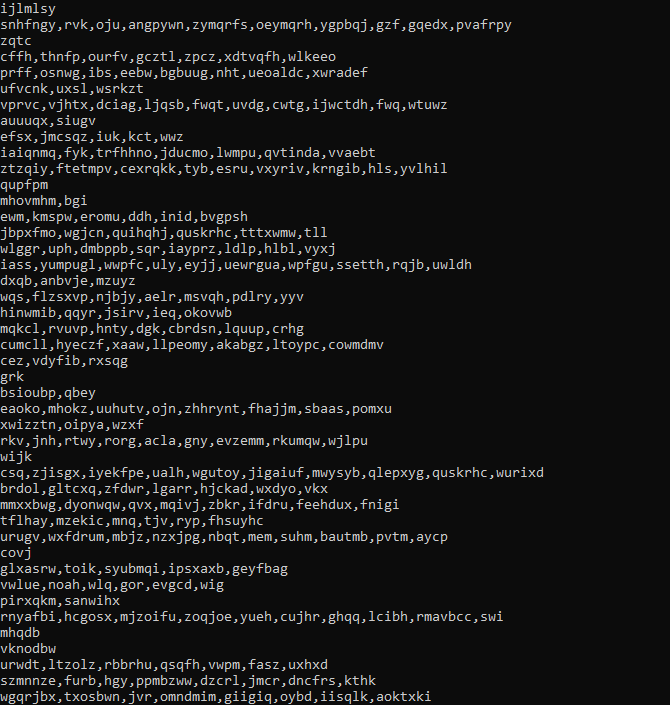 ijlmlsy
snhfngy,rvk,oju,angpywn,zymqrfs,oeymqrh,ygpbqj,gzf,gqedx,pvafrpy
zqtc
cffh,thnfp,ourfv,gcztl,zpcz,xdtvqfh,wlkeeo
prff,osnwg,ibs,eebw,bgbuug,nht,ueoaldc,xwradef
ufvcnk,uxsl,wsrkzt
vprvc,vjhtx,dciag,ljqsb,fwqt,uvdg,cwtg,ijwctdh,fwq,wtuwz
auuuqx,siugv
efsx,jmcsqz,iuk,kct,wwz
iaiqnmq,fyk,trfhhno,jducmo,lwmpu,qvtinda,vvaebt
ztzqiy,ftetmpv,cexrqkk,tyb,esru,vxyriv,krngib,hls,yvlhil
qupfpm
mhovmhm,bgi
ewm,kmspw,eromu,ddh,inid,bvgpsh
jbpxfmo,wgjcn,quihqhj,quskrhc,tttxwmw,tll
wlggr,uph,dmbppb,sqr,iayprz,ldlp,hlbl,vyxj
iass,yumpugl,wwpfc,uly,eyjj,uewrgua,wpfgu,ssetth,rqjb,uwldh
dxqb,anbvje,mzuyz
wqs,flzsxvp,njbjy,aelr,msvqh,pdlry,yyv
hinwmib,qqyr,jsirv,ieq,okovwb
mqkcl,rvuvp,hnty,dgk,cbrdsn,lquup,crhg
cumcll,hyeczf,xaaw,llpeomy,akabgz,ltoypc,cowmdmv
cez,vdyfib,rxsqg
grk
bsioubp,qbey
eaoko,mhokz,uuhutv,ojn,zhhrynt,fhajjm,sbaas,pomxu
xwizztn,oipya,wzxf
rkv,jnh,rtwy,rorg,acla,gny,evzemm,rkumqw,wjlpu
wijk
csq,zjisgx,iyekfpe,ualh,wgutoy,jigaiuf,mwysyb,qlepxyg,quskrhc,wurixd
brdol,gltcxq,zfdwr,lgarr,hjckad,wxdyo,vkx
mmxxbwg,dyonwqw,qvx,mqivj,zbkr,ifdru,feehdux,fnigi
tflhay,mzekic,mnq,tjv,ryp,fhsuyhc
urugv,wxfdrum,mbjz,nzxjpg,nbqt,mem,suhm,bautmb,pvtm,aycp
covj
glxasrw,toik,syubmqi,ipsxaxb,geyfbag
vwlue,noah,wlq,gor,evgcd,wig
pirxqkm,sanwihx
rnyafbi,hcgosx,mjzoifu,zoqjoe,yueh,cujhr,ghqq,lcibh,rmavbcc,swi
mhqdb
vknodbw
urwdt,ltzolz,rbbrhu,qsqfh,vwpm,fasz,uxhxd
szmnnze,furb,hgy,ppmbzww,dzcrl,jmcr,dncfrs,kthk
wgqrjbx,txosbwn,jvr,omndmim,giigiq,oybd,iisqlk,aoktxki